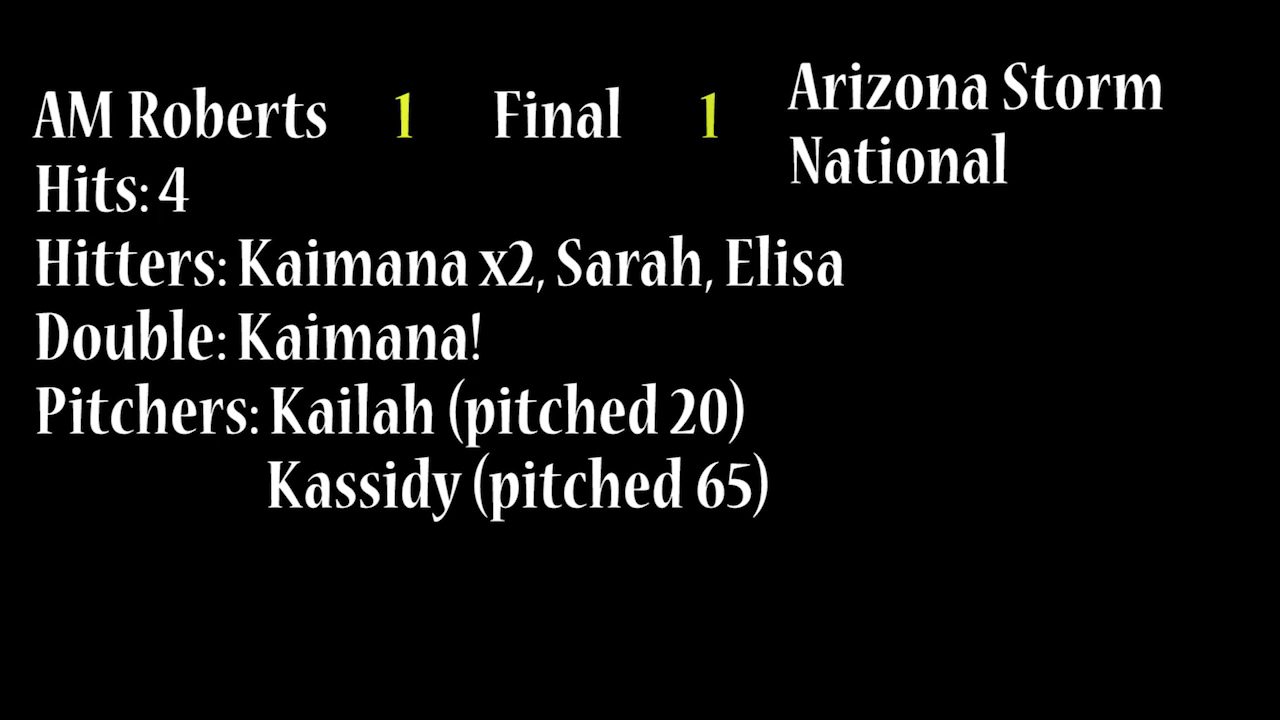 AM Roberts 1 Final 1 Arizona Storm
National
Hits: 4
Hitters: Kaimana x2, Sarah, Elisa
Double: Kaimana!
Pitchers: Kailah (pitched 20)
Kassidy (pitched 65)